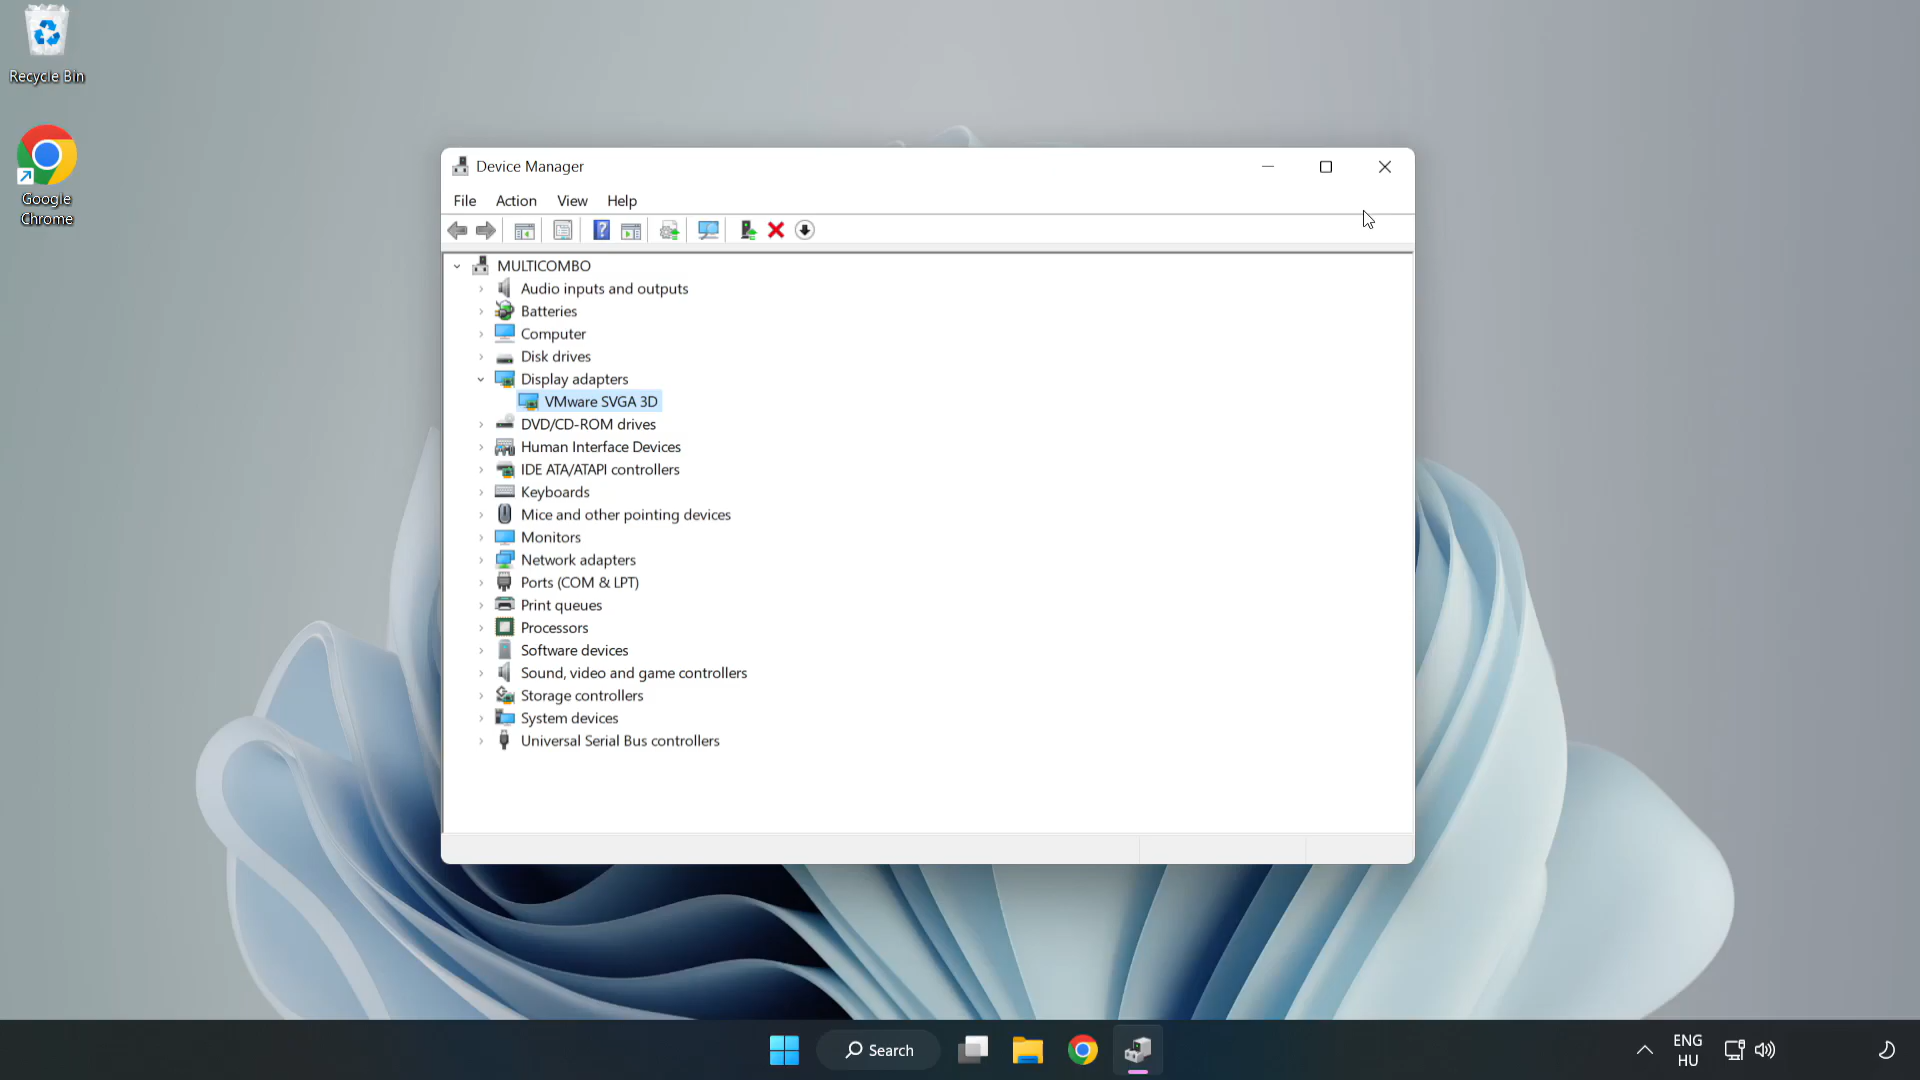 Recycle Bin
Google
Chrome
Device Manager
File Action View Help
MULTICOMBO
Audio inputs and outputs
Batteries
Computer
Disk drives
Display adapters
VMware SVGA 3D
DVD/CD-ROM drives
Human Interface Devices
IDE ATA/ATAPI controllers
Keyboards
Mice and other pointing devices
Monitors
Network adapters
Ports (COM & LPT)
Print queues
Processors
Software devices
Sound, video and game controllers
Storage controllers
System devices
Universal Serial Bus controllers
Search
ENG
HU